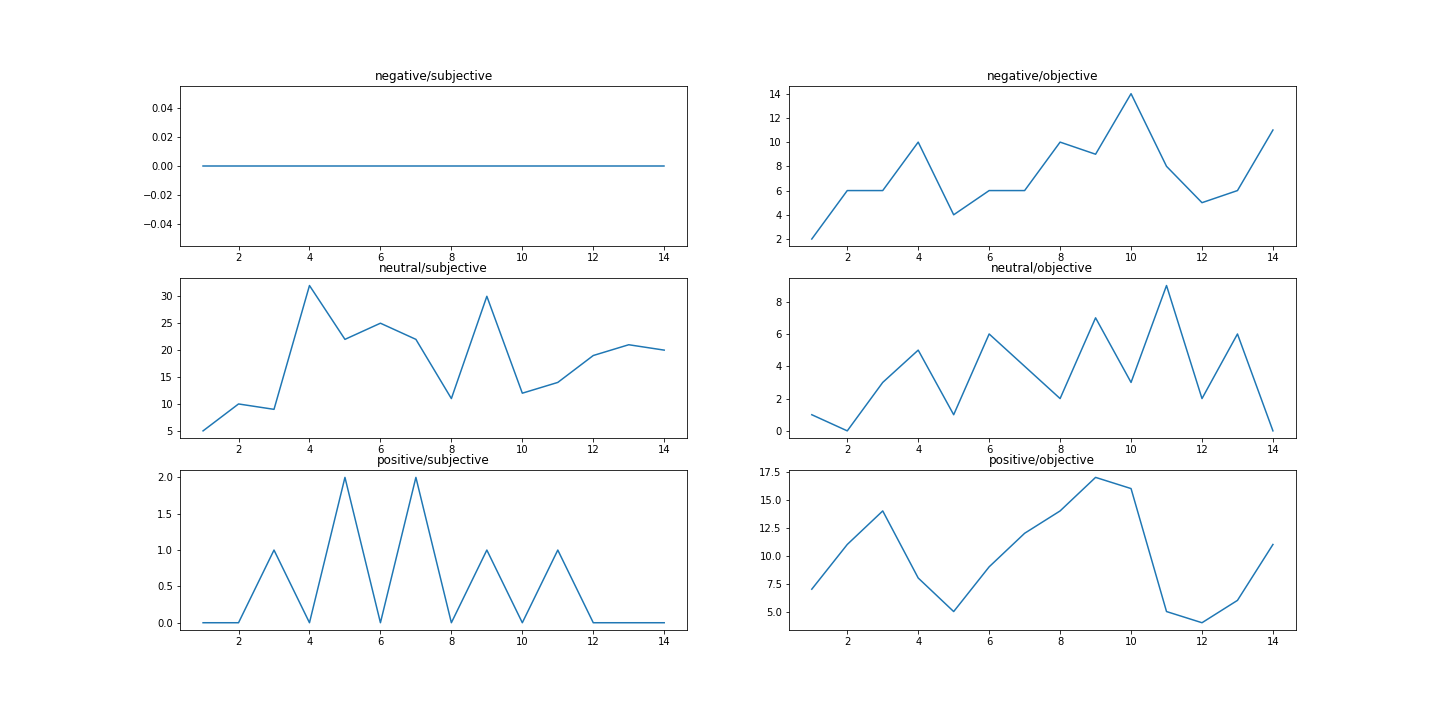 negative/subjective
0.04
0.02
0.00
−0.02
−0.04
2 4 6 8 10 12 14
negative/objective
14
12
10
8
6
4
2
2 4 6 8 10 12 14
neutral/subjective
30
25
20
15
10
5
2 4 6 8 10 12 14
neutral/objective
8
6
4
2
0
2 4 6 8 10 12 14
positive/subjective
2.0
1.5
1.0
0.5
0.0
2 4 6 8 10 12 14
positive/objective
17.5
15.0
12.5
10.0
7.5
5.0
2 4 6 8 10 12 14